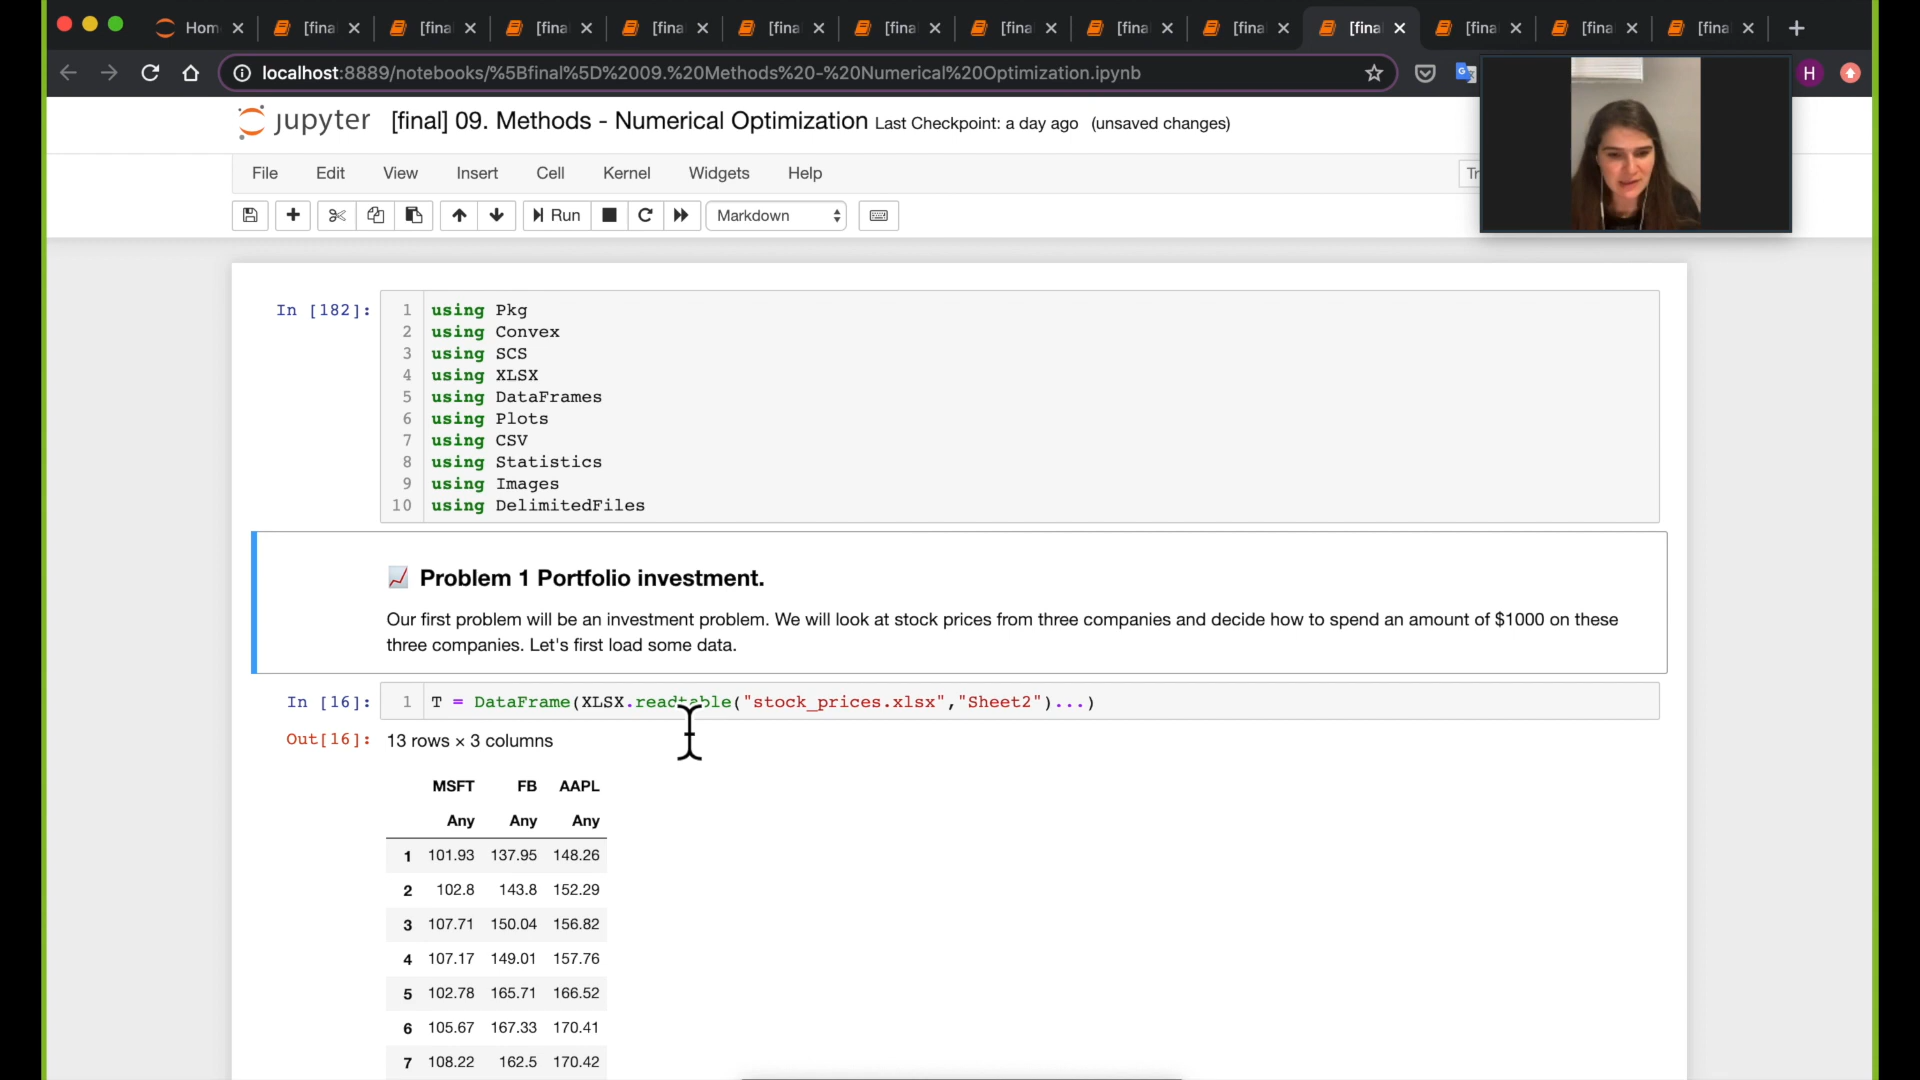 Hom [fina [fina [fina [fina [fina [fina [fina [fina [fina [fina [fina [fina [fina
localhost:8889/notebooks/%5Bfinal%5D%2009.%20Methods%20-%20Numerical%20Optimization.ipynb
H
jupyter [final] 09. Methods - Numerical Optimization Last Checkpoint: a day ago (unsaved changes)
File Edit View Insert Cell Kernel Widgets Help
Tr
Run Markdown
In [182]:
1 using Pkg
2 using Convex
3 using SCS
4 using XLSX
5 using DataFrames
6 using Plots
7 using CSV
8 using Statistics
9 using Images
10 using DelimitedFiles
Problem 1 Portfolio investment.
Our first problem will be an investment problem. We will look at stock prices from three companies and decide how to spend an amount of $1000 on these
three companies. Let's first load some data.
In [16]: 1 T = DataFrame(XLSX.readtable("stock_prices.xlsx","Sheet2")...)
Out[16]: 13 rows × 3 columns
MSFT FB AAPL
Any Any Any
1 101.93 137.95 148.26
2 102.8 143.8 152.29
3 107.71 150.04 156.82
4 107.17 149.01 157.76
5 102.78 165.71 166.52
6 105.67 167.33 170.41
7 108.22 162.5 170.42